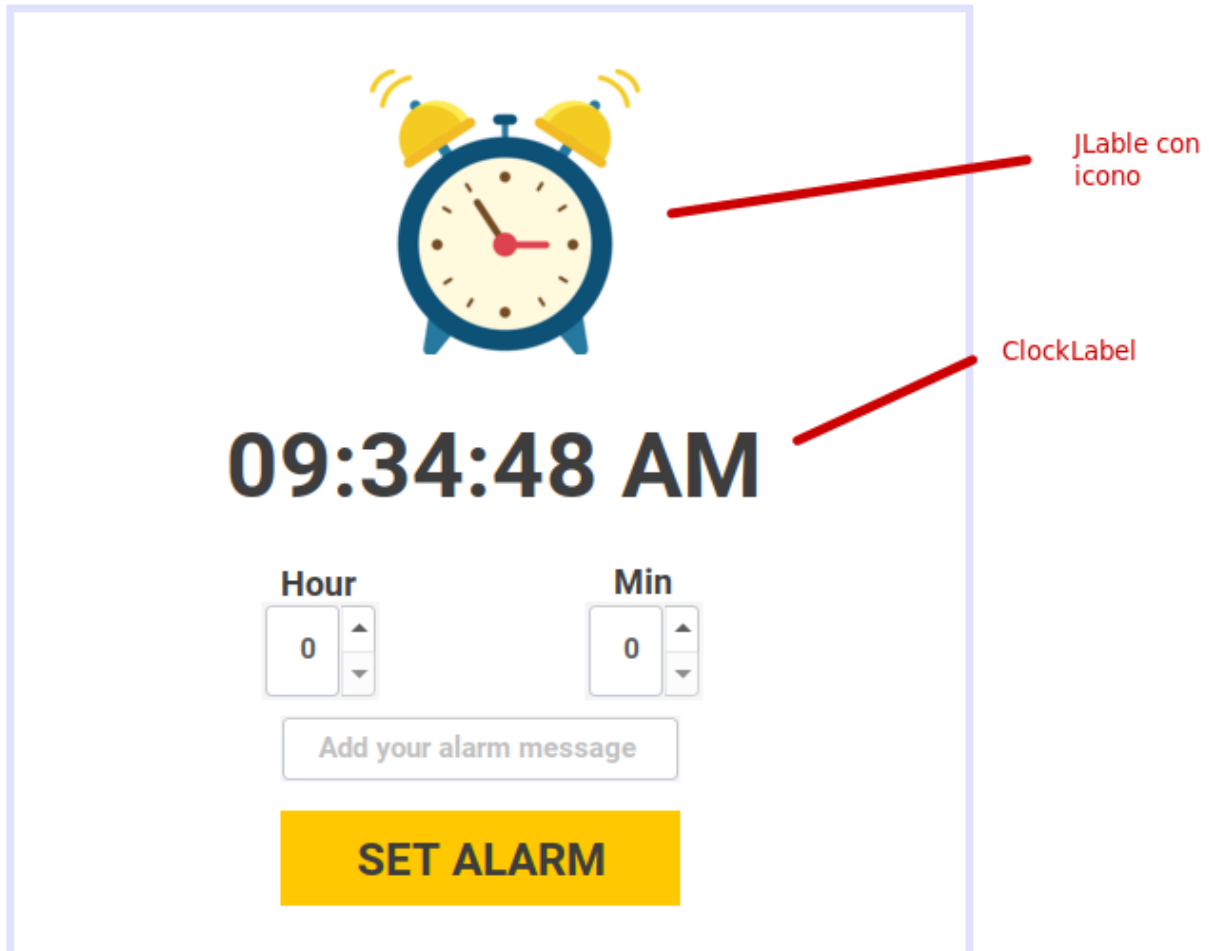 JLable con
icono
ClockLabel
09:34:48 AM
Hour Min
0 0
Add your alarm message
SET ALARM